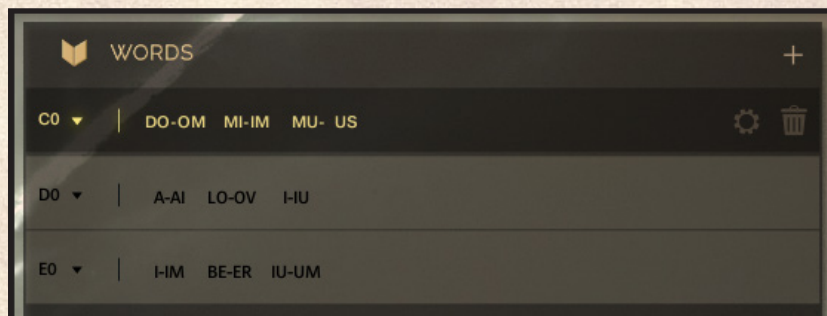 WORDS
C0 DO-OM MI-IM MU- US
D0 A-AI LO-OV I-IU
E0 I-IM BE-ER IU-UM